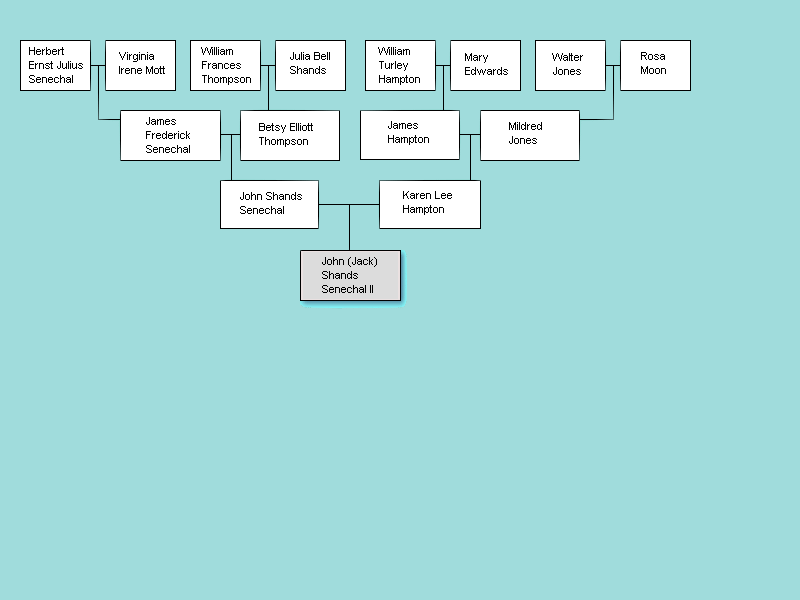 Herbert
Ernst Julius
Senechal
Virginia
Irene Mott
William
Frances
Thompson
Julia Bell
Shands
William
Turley
Hampton
Mary
Edwards
Walter
Jones
Rosa
Moon
James
Frederick
Senechal
Betsy Elliott
Thompson
James
Hampton
Mildred
Jones
John Shands
Senechal
Karen Lee
Hampton
John (Jack)
Shands
Senechal II